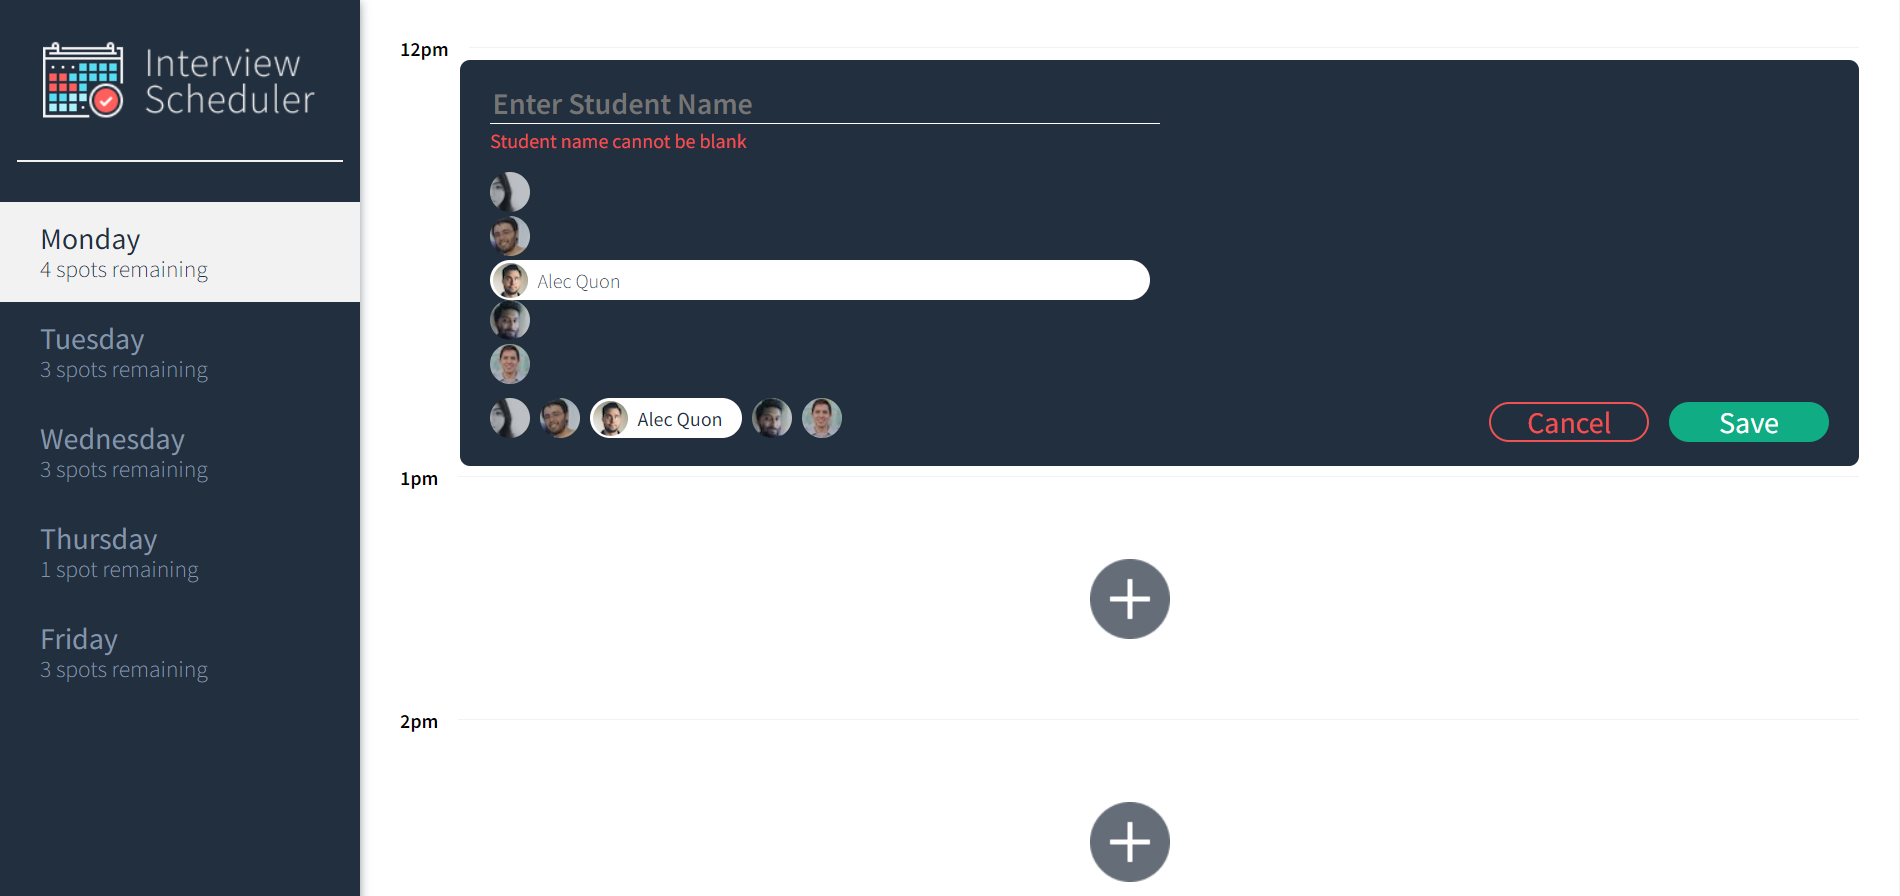 Interview
Scheduler
Monday
4 spots remaining
Tuesday
3 spots remaining
Wednesday
3 spots remaining
Thursday
1 spot remaining
Friday
3 spots remaining
12pm
Enter Student Name
Student name cannot be blank
Alec Quon
Alec Quon
Cancel
Save
1pm
2pm